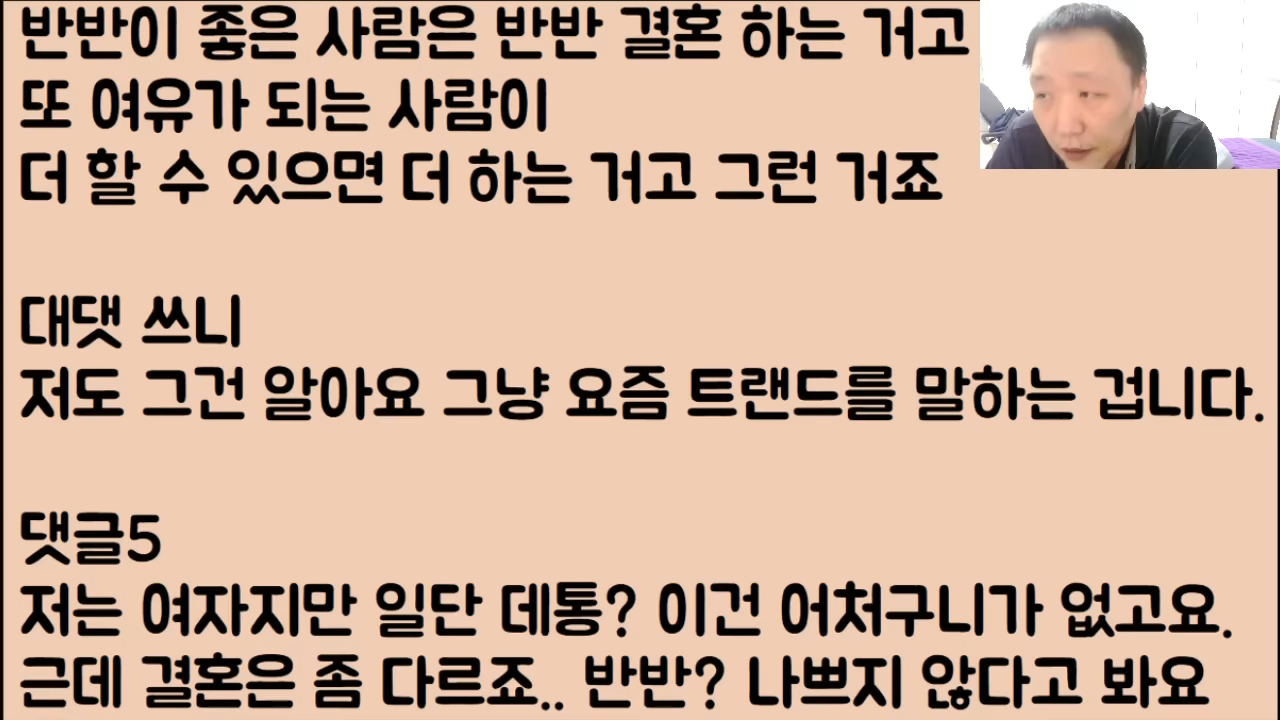 반반이 좋은 사람은 반반 결혼 하는 거고
또 여유가 되는 사람이
더 할 수 있으면 더 하는 거고 그런 거죠
대댓 쓰니
저도 그건 알아요 그냥 요즘 트랜드를 말하는 겁니다.
댓글5
저는 여자지만 일단 데통? 이건 어처구니가 없고요.
근데 결혼은 좀 다르죠.. 반반? 나쁘지 않다고 봐요